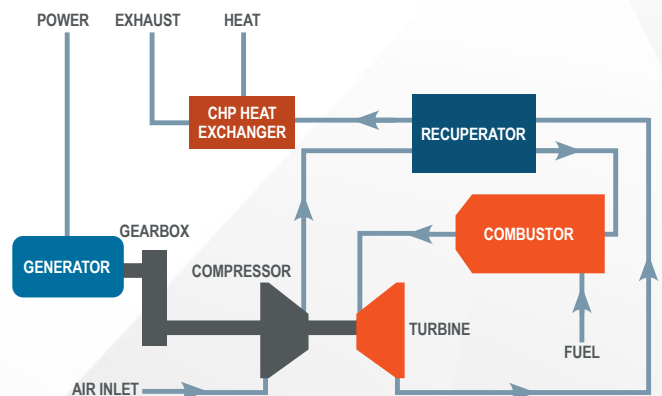 POWER
EXHAUST
HEAT
CHP HEAT
EXCHANGER
RECUPERATOR
GEARBOX
COMBUSTOR
GENERATOR
COMPRESSOR
TURBINE
FUEL
AIR INLET